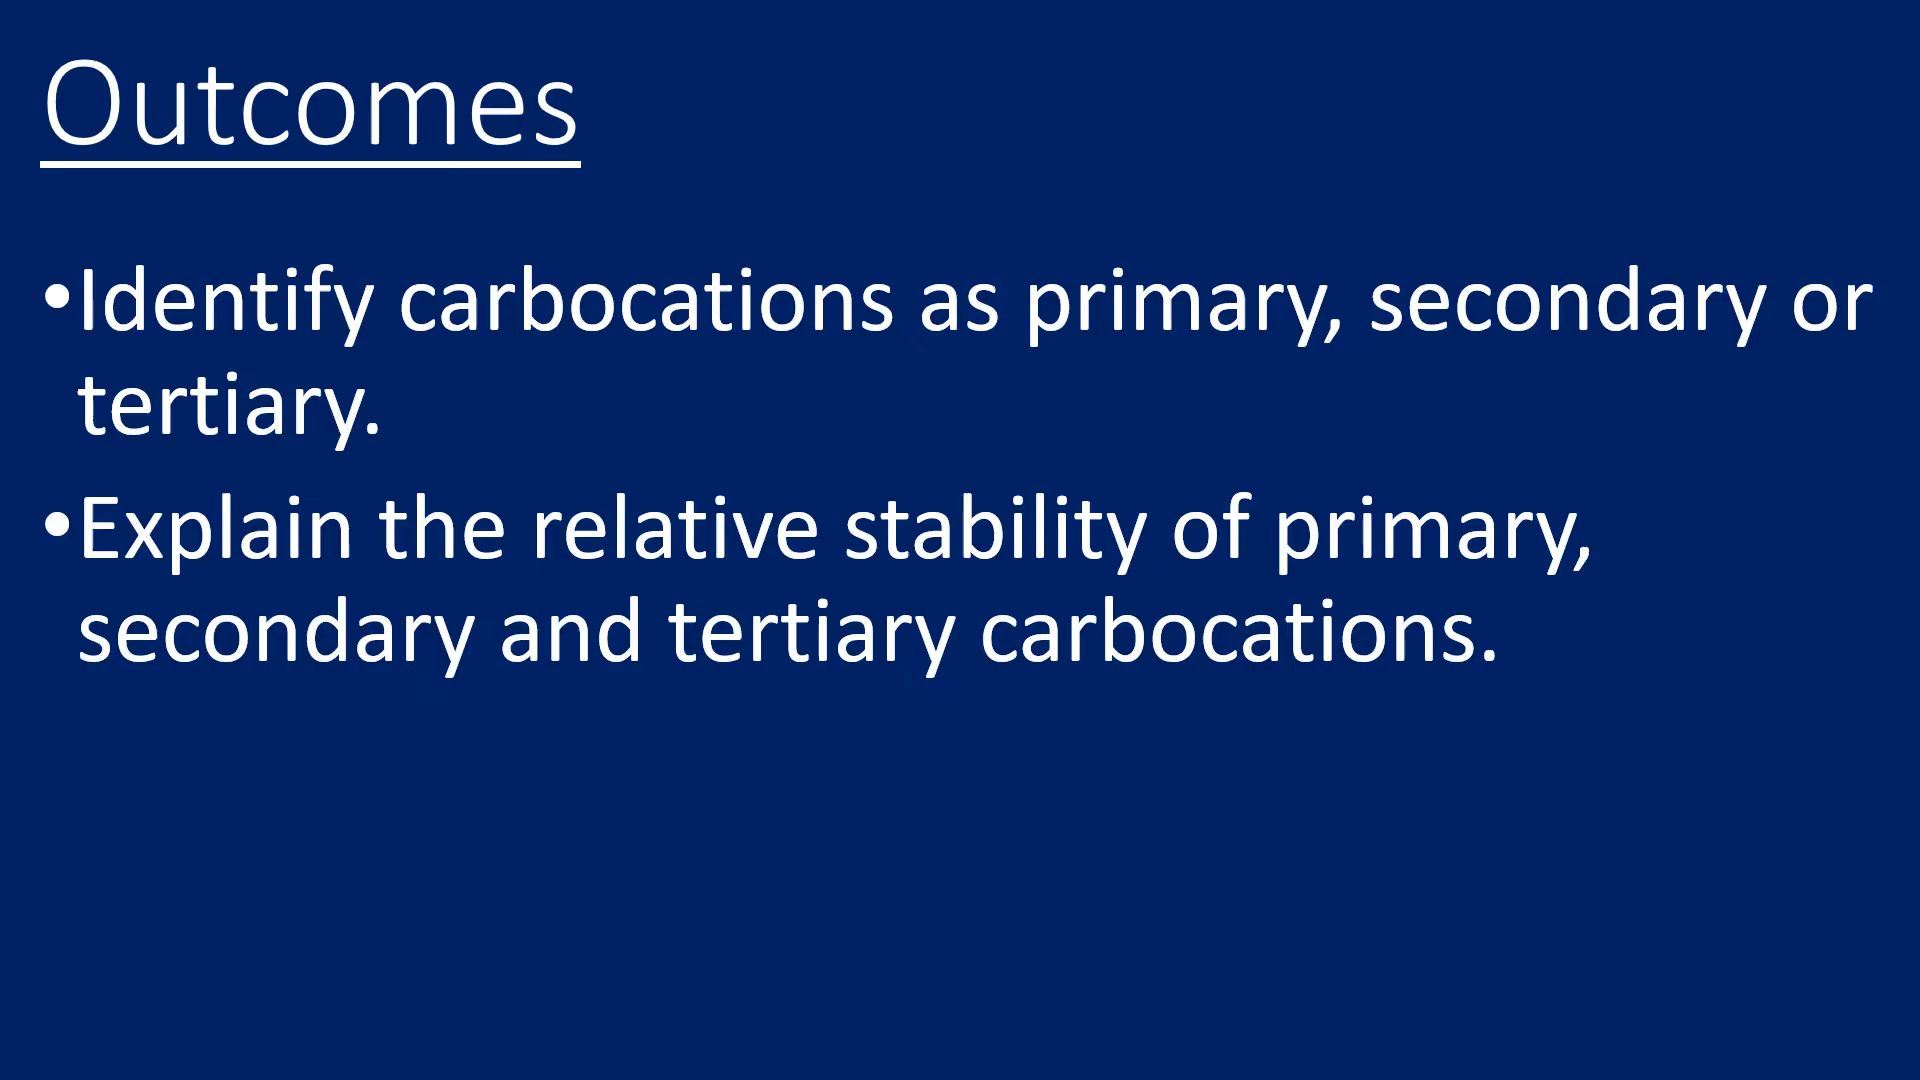 Outcomes
•Identify carbocations as primary, secondary or
tertiary.
•Explain the relative stability of primary,
secondary and tertiary carbocations.